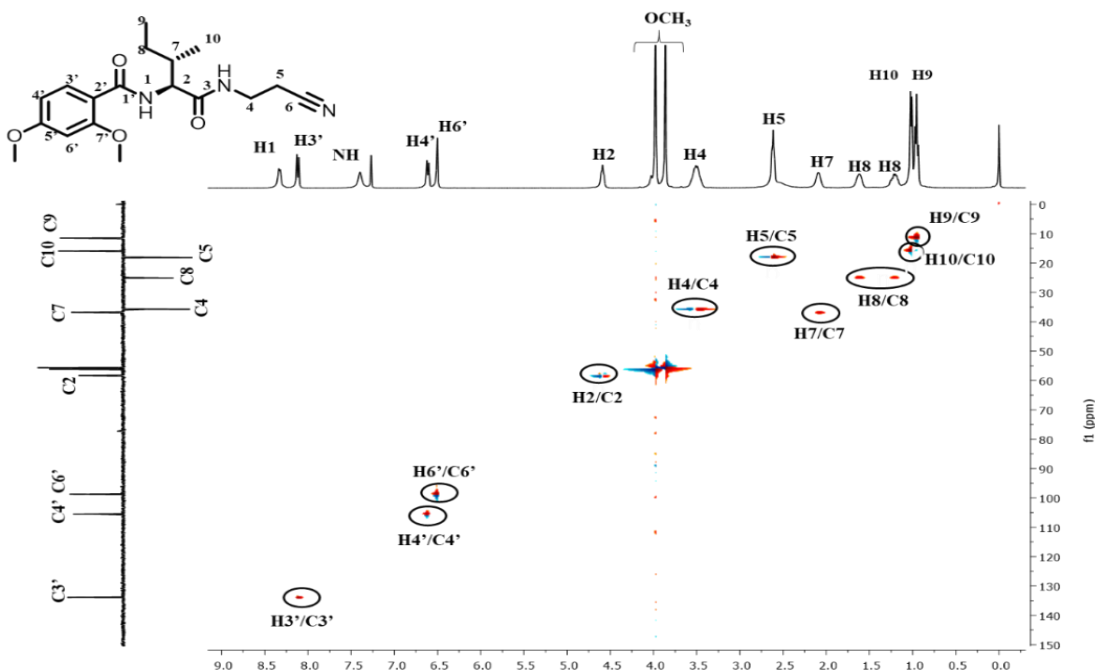 9
8
7
10
O
1
2
3
H
N
5
3'
2'
4'
1'
N
H
O
4
6
N
5'
7'
O
6'
O
OCH₃
H10
H9
H1
H3'
NH
H4'
H6'
H2
H4
H5
H7
H8
H8
C9
C10
C5
C8
C4
C7
C2
C6'
C4'
C3'
H9/C9
H5/C5
H10/C10
H4/C4
H8/C8
H7/C7
H2/C2
H6'/C6'
H4'/C4'
H3'/C3'
0
10
20
30
40
50
60
70
80
90
100
110
120
130
140
150
f1 (ppm)
9.0 8.5 8.0 7.5 7.0 6.5 6.0 5.5 5.0 4.5 4.0 3.5 3.0 2.5 2.0 1.5 1.0 0.5 0.0